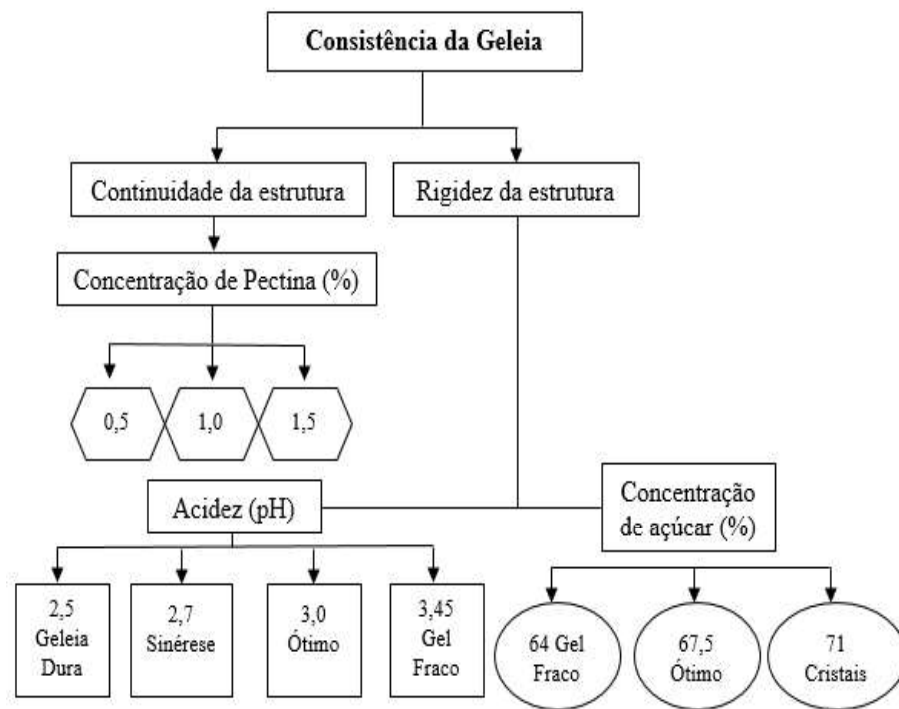 Consistência da Geleia
Continuidade da estrutura
Rigidez da estrutura
Concentração de Pectina (%)
0,5
1,0
1,5
Acidez (pH)
Concentração
de açúcar (%)
2,5
Geleia
Dura
2,7
Sinérese
3,0
Ótimo
3,45
Gel
Fraco
64 Gel
Fraco
67,5
Ótimo
71
Cristais